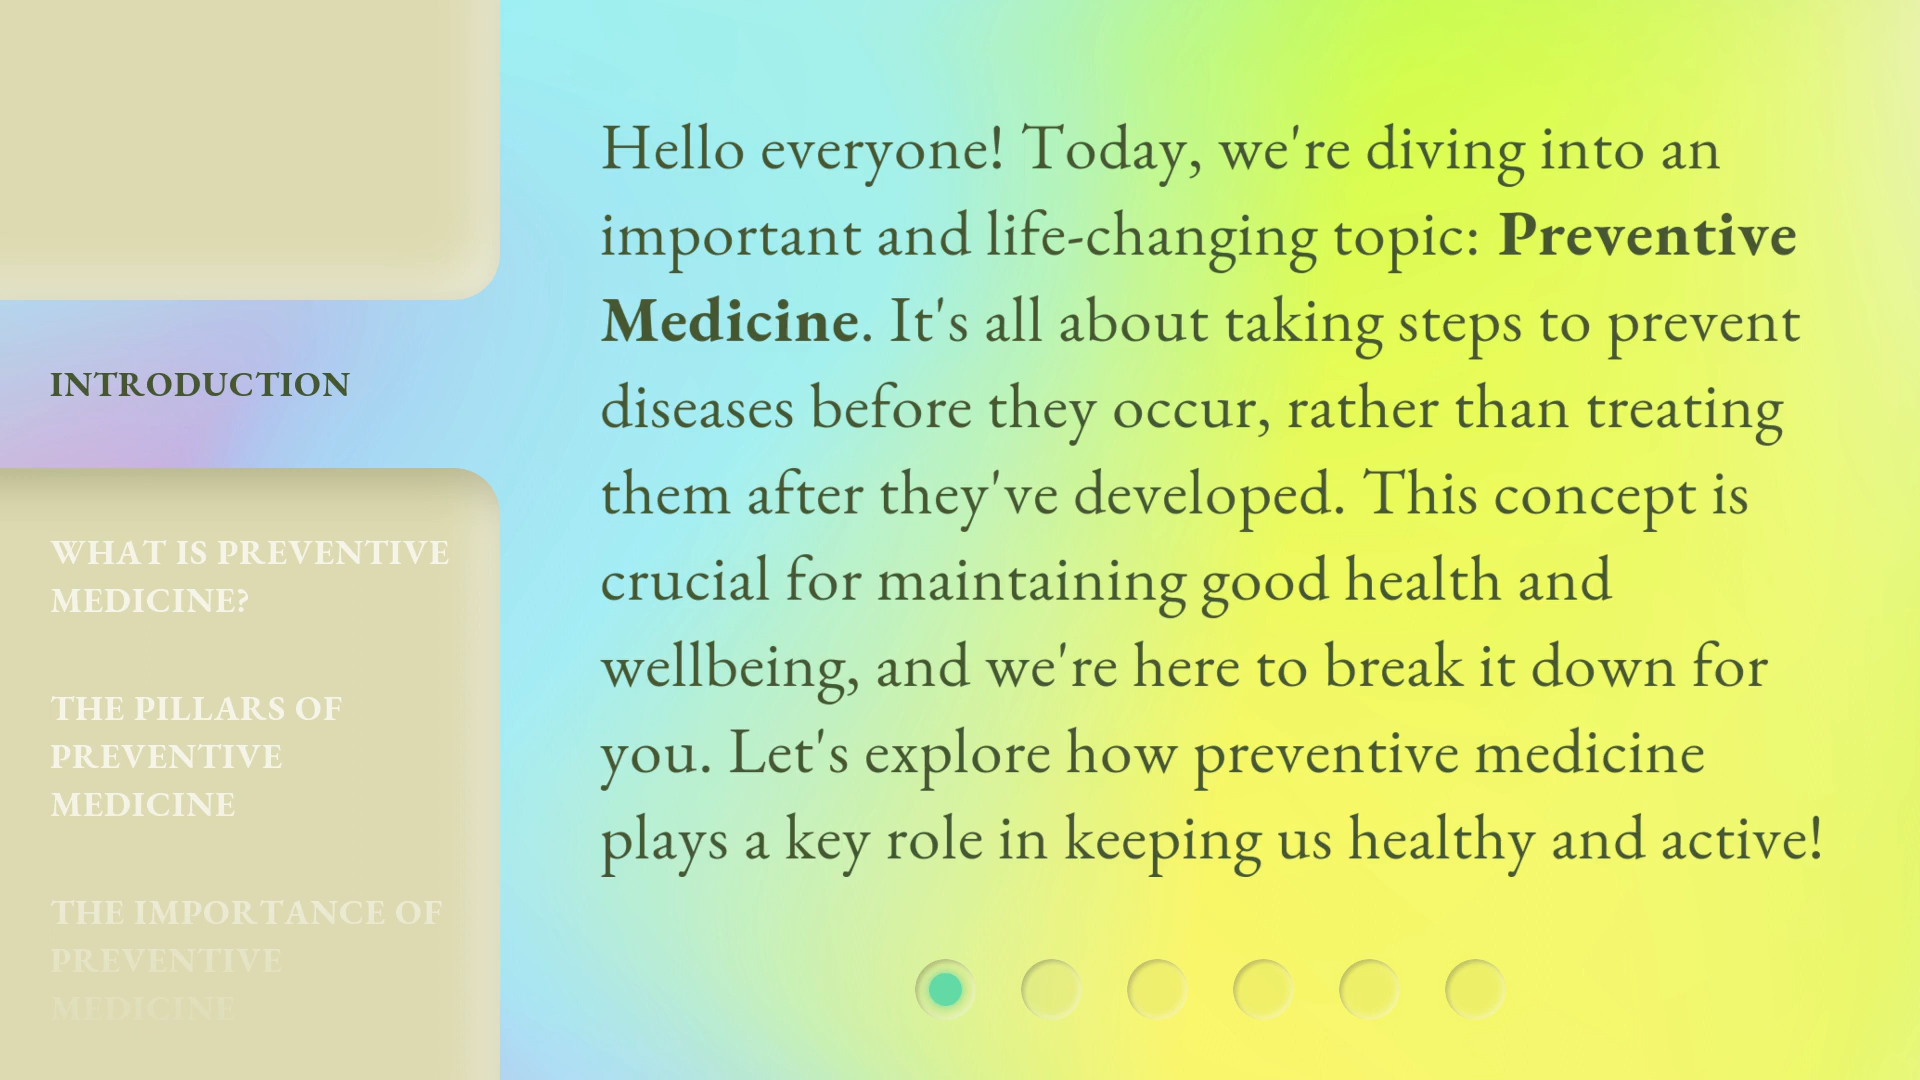 INTRODUCTION
WHAT IS PREVENTIVE
MEDICINE?
THE PILLARS OF
PREVENTIVE
MEDICINE
THE IMPORTANCE OF
PREVENTIVE
MEDICINE
Hello everyone! Today, we're diving into an
important and life-changing topic: Preventive
Medicine. It's all about taking steps to prevent
diseases before they occur, rather than treating
them after they've developed. This concept is
crucial for maintaining good health and
wellbeing, and we're here to break it down for
you. Let's explore how preventive medicine
plays a key role in keeping us healthy and active!